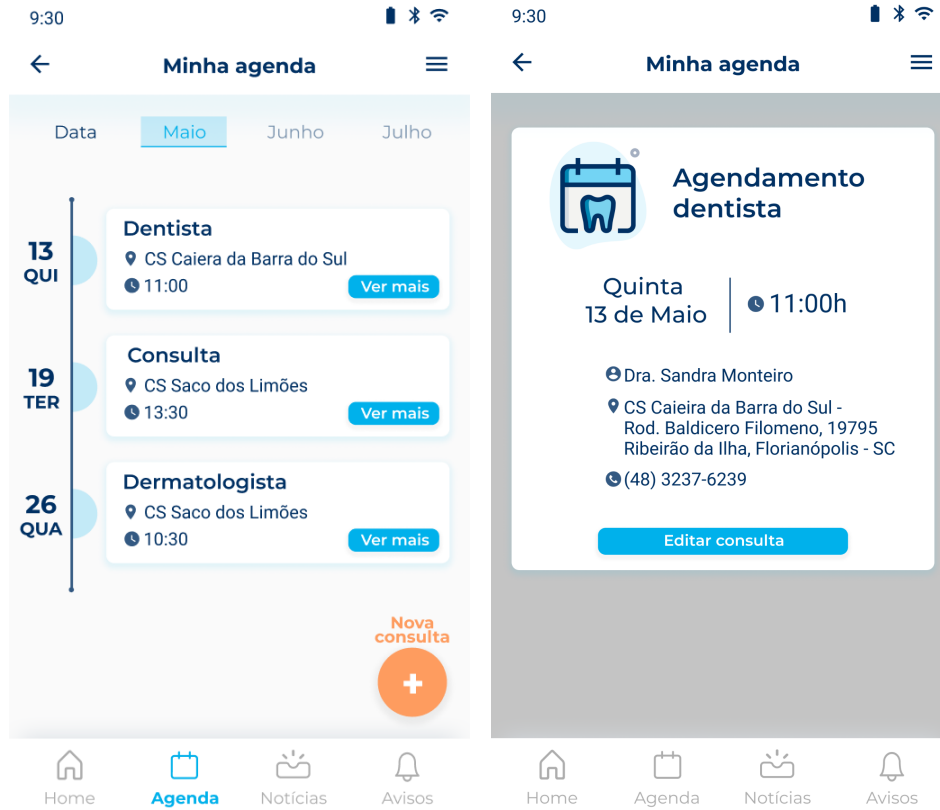 9:30
Minha agenda
Data
Maio
Junho
Julho
13
QUI
Dentista
CS Caiera da Barra do Sul
11:00
Ver mais
19
TER
Consulta
CS Saco dos Limões
13:30
Ver mais
26
QUA
Dermatologista
CS Saco dos Limões
10:30
Ver mais
Nova
consulta
Home
Agenda
Notícias
Avisos
9:30
Minha agenda
Agendamento
dentista
Quinta
13 de Maio
11:00h
Dra. Sandra Monteiro
CS Caieira da Barra do Sul -
Rod. Baldicero Filomeno, 19795
Ribeirão da Ilha, Florianópolis - SC
(48) 3237-6239
Editar consulta
Home
Agenda
Notícias
Avisos